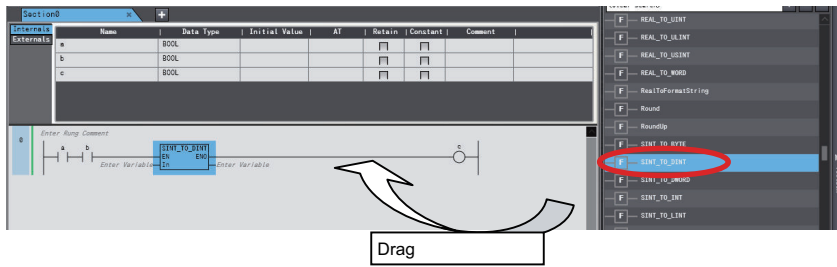 Section0 × +
Internals
Externals
Name | Data Type | Initial Value | AT | Retain | Constant | Comment |
a BOOL
b BOOL
c BOOL
0 Enter Rung Comment
a b SINT_TO_DINT c
EN ENO
Enter Variable In Enter Variable
Drag
F REAL_TO_UINT
F REAL_TO_ULINT
F REAL_TO_USINT
F REAL_TO_WORD
F RealToFormatString
F Round
F RoundUp
F SINT_TO_BYTE
F SINT_TO_DINT
F SINT_TO_DWORD
F SINT_TO_INT
F SINT_TO_LINT